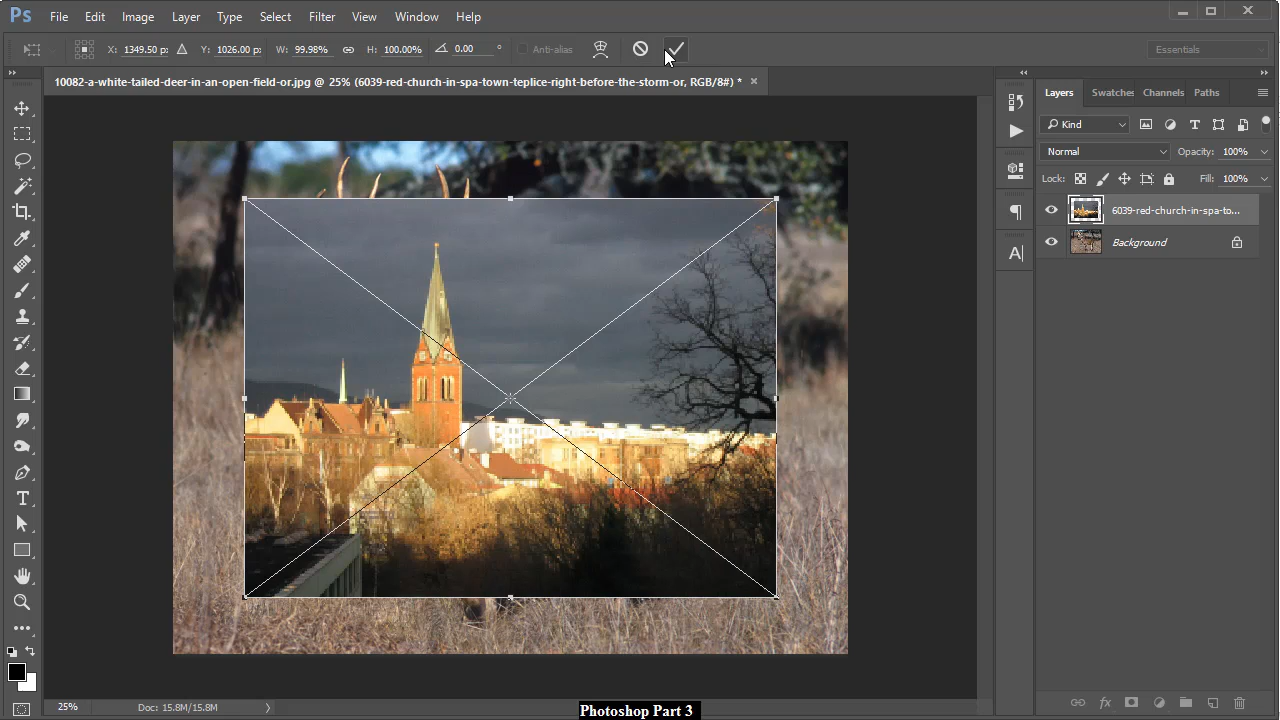 Ps File Edit Image Layer Type Select Filter View Window Help
X: 1349.50 p: Y: 1026.00 p: W: 99.98% H: 100.00% 0.00 ° Anti-alias Essentials
10082-a-white-tailed-deer-in-an-open-field-or.jpg @ 25% (6039-red-church-in-spa-town-teplice-right-before-the-storm-or, RGB/8#) *
Layers Swatches Channels Paths
Kind
Normal Opacity: 100%
Lock: Fill: 100%
6039-red-church-in-spa-to...
Background
25% Doc: 15.8M/15.8M
Photoshop Part 3